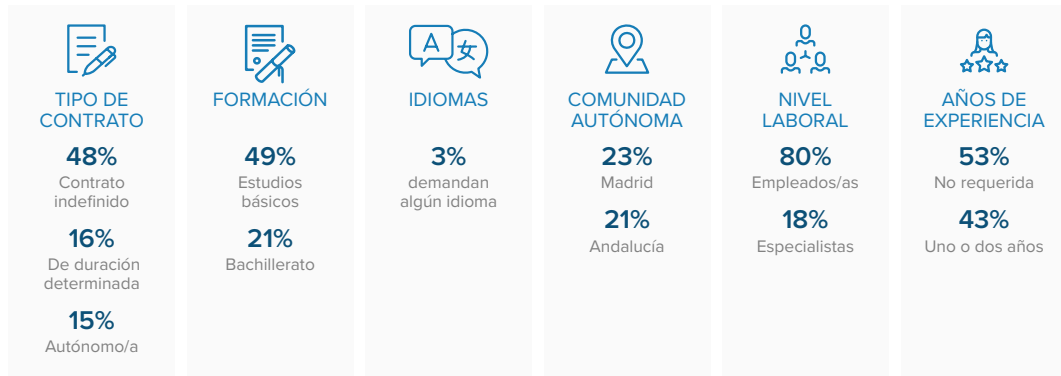 A
女
TIPO DE
CONTRATO
48%
Contrato
indefinido
16%
De duración
determinada
15%
Autónomo/a
FORMACIÓN
49%
Estudios
básicos
21%
Bachillerato
IDIOMAS
3%
demandan
algún idioma
COMUNIDAD
AUTÓNOMA
23%
Madrid
21%
Andalucía
NIVEL
LABORAL
80%
Empleados/as
18%
Especialistas
AÑOS DE
EXPERIENCIA
53%
No requerida
43%
Uno o dos años